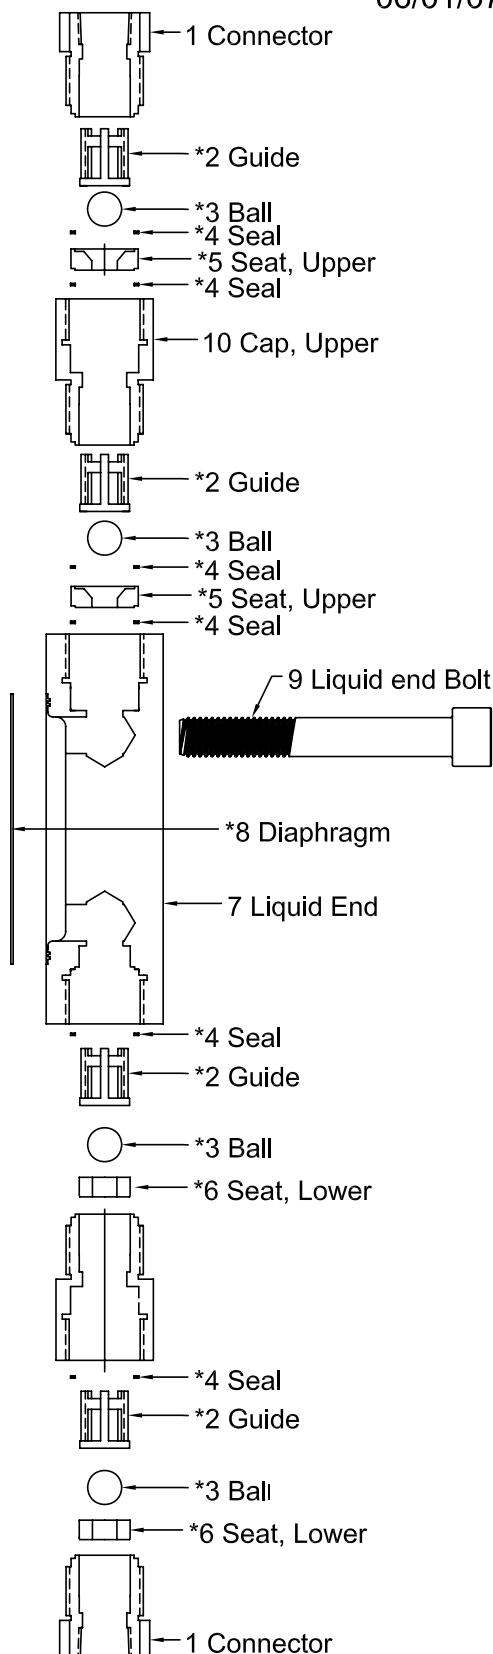 1 Connector
*2 Guide
*3 Ball
*4 Seal
*5 Seat, Upper
*4 Seal
10 Cap, Upper
*2 Guide
*3 Ball
*4 Seal
*5 Seat, Upper
*4 Seal
9 Liquid end Bolt
*8 Diaphragm
7 Liquid End
*4 Seal
*2 Guide
*3 Ball
*6 Seat, Lower
*4 Seal
*2 Guide
*3 Ball
*6 Seat, Lower
1 Connector